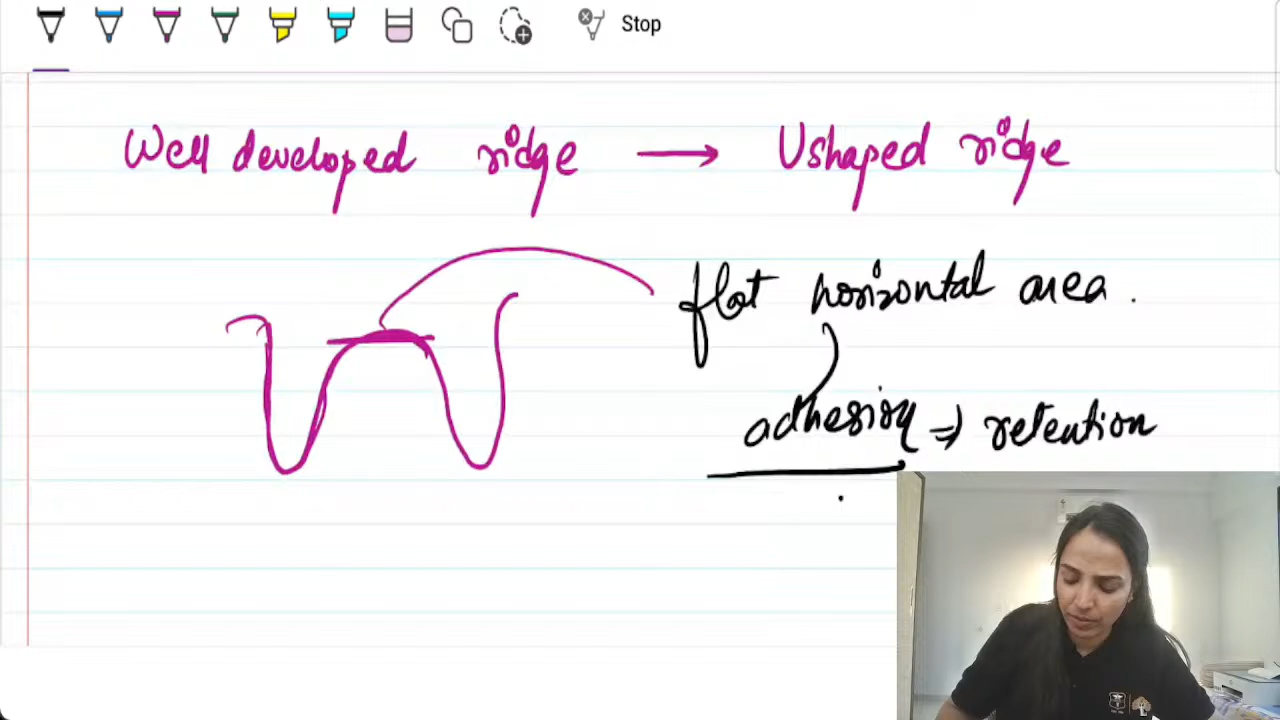 Stop
Well developed ridge → Ushaped ridge
flat horizontal area.
adhesion ⇒ retention